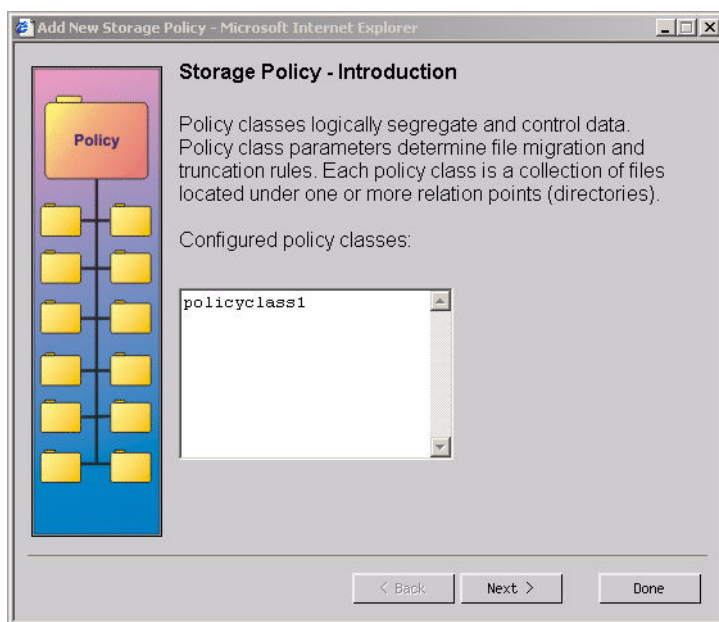 Add New Storage Policy - Microsoft Internet Explorer
Policy
Storage Policy - Introduction
Policy classes logically segregate and control data.
Policy class parameters determine file migration and
truncation rules. Each policy class is a collection of files
located under one or more relation points (directories).
Configured policy classes:
policyclass1
< Back
Next >
Done